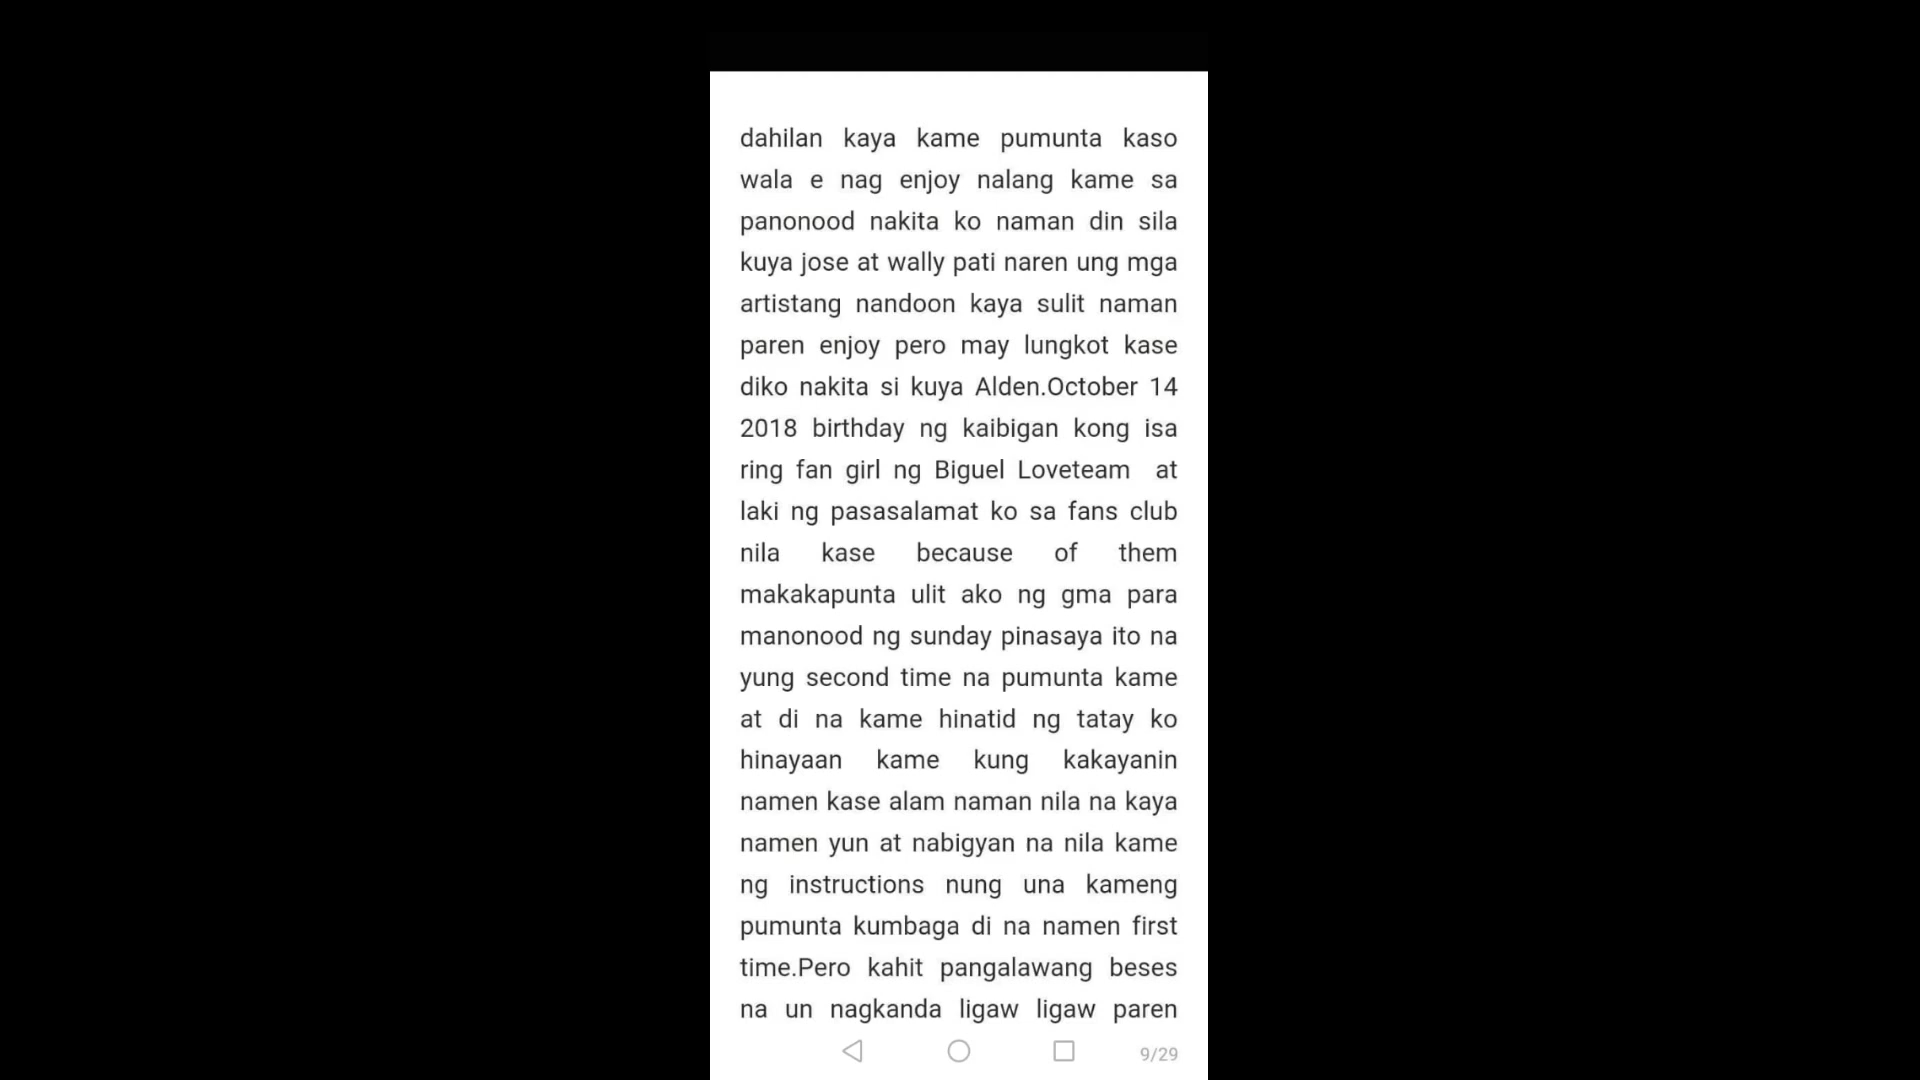 dahilan kaya kame pumunta kaso
wala e nag enjoy nalang kame sa
panonood nakita ko naman din sila
kuya jose at wally pati naren ung mga
artistang nandoon kaya sulit naman
paren enjoy pero may lungkot kase
diko nakita si kuya Alden.October 14
2018 birthday ng kaibigan kong isa
ring fan girl ng Biguel Loveteam at
laki ng pasasalamat ko sa fans club
nila kase because of them
makakapunta ulit ako ng gma para
manonood ng sunday pinasaya ito na
yung second time na pumunta kame
at di na kame hinatid ng tatay ko
hinayaan kame kung kakayanin
namen kase alam naman nila na kaya
namen yun at nabigyan na nila kame
ng instructions nung una kameng
pumunta kumbaga di na namen first
time.Pero kahit pangalawang beses
na un nagkanda ligaw ligaw paren
9/29